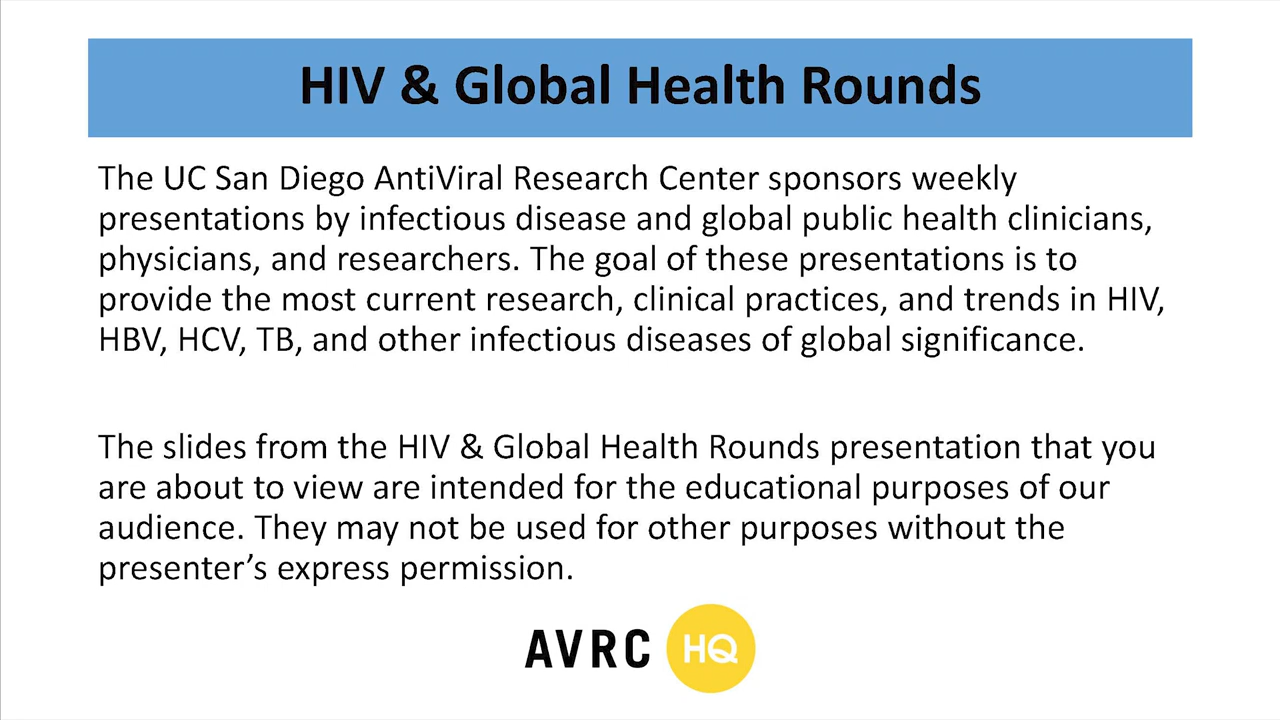 HIV & Global Health Rounds
The UC San Diego AntiViral Research Center sponsors weekly
presentations by infectious disease and global public health clinicians,
physicians, and researchers. The goal of these presentations is to
provide the most current research, clinical practices, and trends in HIV,
HBV, HCV, TB, and other infectious diseases of global significance.
The slides from the HIV & Global Health Rounds presentation that you
are about to view are intended for the educational purposes of our
audience. They may not be used for other purposes without the
presenter’s express permission.
AVRC HQ